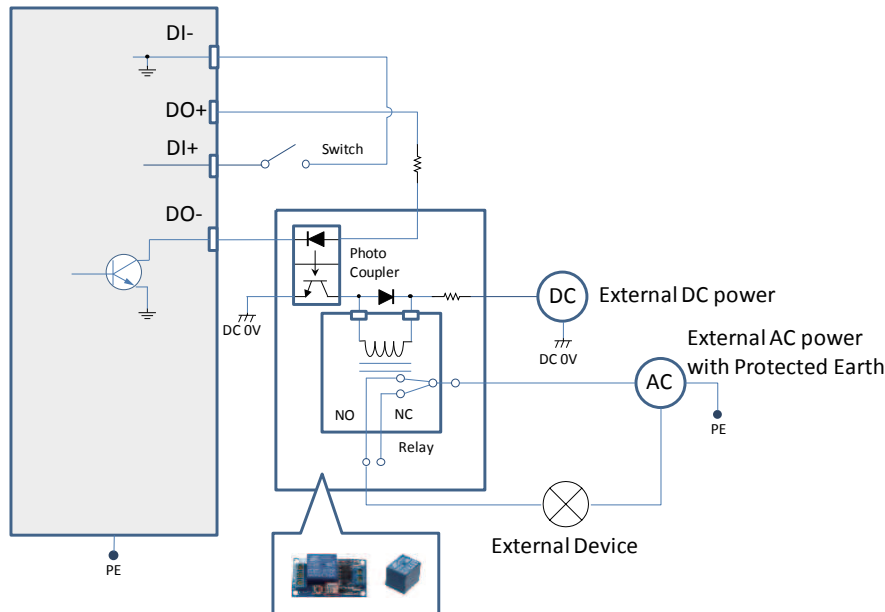 DI-
DO+
DI+
Switch
DO-
Photo
Coupler
DC
External DC power
DC 0V
DC 0V
External AC power
with Protected Earth
AC
NO
NC
PE
Relay
External Device
PE